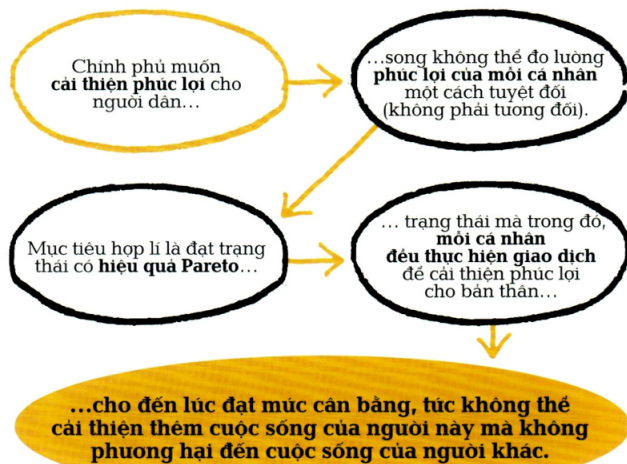 Chính phủ muốn
cải thiện phúc lợi cho
người dân...
...song không thể đo lường
phúc lợi của mỗi cá nhân
một cách tuyệt đối
(không phải tương đối).
Mục tiêu hợp lí là đạt trạng
thái có hiệu quả Pareto...
... trạng thái mà trong đó,
mỗi cá nhân
đều thực hiện giao dịch
để cải thiện phúc lợi
cho bản thân...
...cho đến lúc đạt mức cân bằng, tức không thể
cải thiện thêm cuộc sống của người này mà không
phương hại đến cuộc sống của người khác.